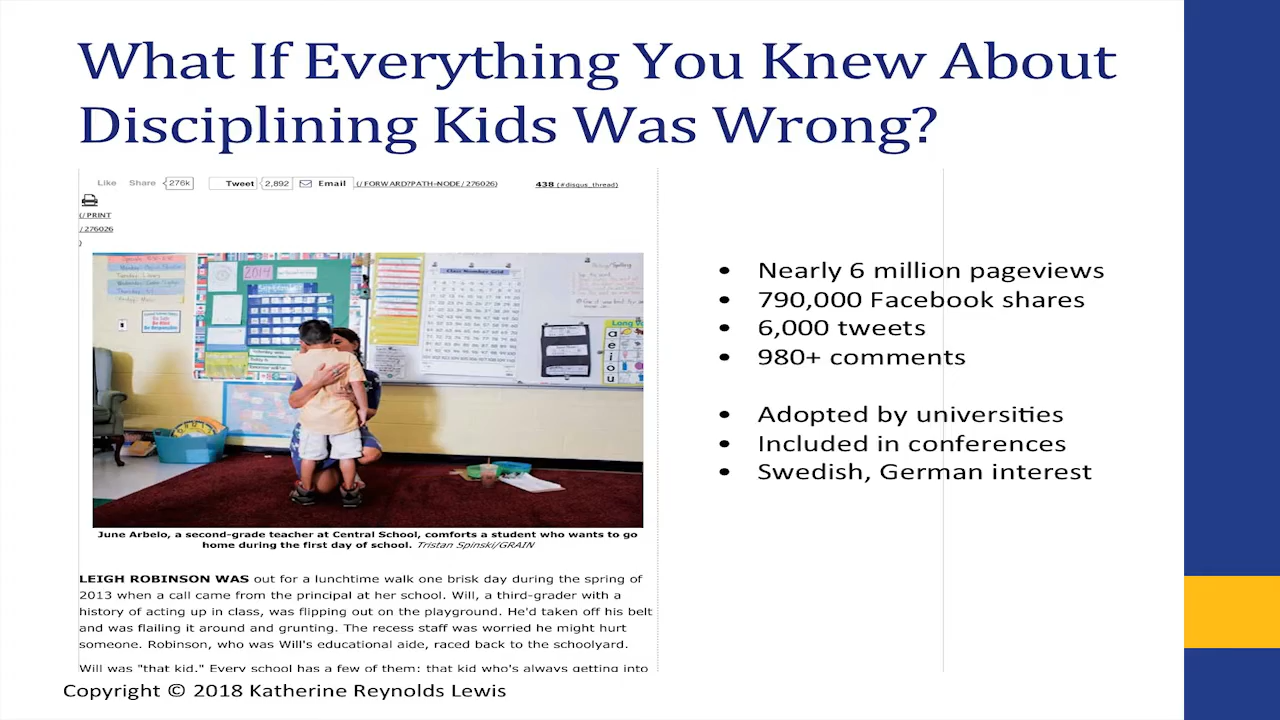 What If Everything You Knew About
Disciplining Kids Was Wrong?
Like Share 276k Tweet 2,892 Email (/ FORWARD?PATH=NODE/ 276026) 438 (#disqus_thread)
(/ PRINT
/ 276026
)
2014
September
Class Number Grid
Long V
a
e
i
o
u
June Arbelo, a second-grade teacher at Central School, comforts a student who wants to go
home during the first day of school. Tristan Spinski/GRAIN
LEIGH ROBINSON WAS out for a lunchtime walk one brisk day during the spring of
2013 when a call came from the principal at her school. Will, a third-grader with a
history of acting up in class, was flipping out on the playground. He'd taken off his belt
and was flailing it around and grunting. The recess staff was worried he might hurt
someone. Robinson, who was Will's educational aide, raced back to the schoolyard.
Will was "that kid." Every school has a few of them: that kid who's always getting into
• Nearly 6 million pageviews
• 790,000 Facebook shares
• 6,000 tweets
• 980+ comments
• Adopted by universities
• Included in conferences
• Swedish, German interest
Copyright © 2018 Katherine Reynolds Lewis